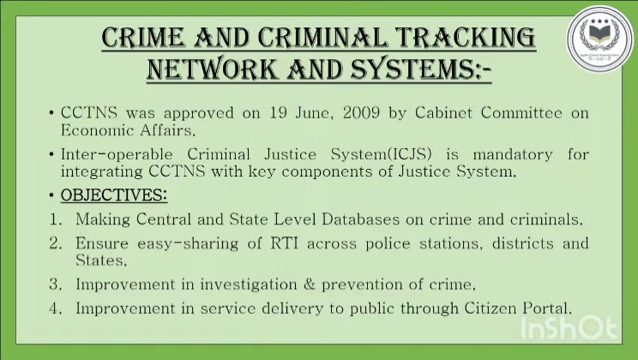 CRIME AND CRIMINAL TRACKING
NETWORK AND SYSTEMS:-
• CCTNS was approved on 19 June, 2009 by Cabinet Committee on
Economic Affairs.
• Inter-operable Criminal Justice System(ICJS) is mandatory for
integrating CCTNS with key components of Justice System.
• OBJECTIVES:
1. Making Central and State Level Databases on crime and criminals.
2. Ensure easy-sharing of RTI across police stations, districts and
States.
3. Improvement in investigation & prevention of crime.
4. Improvement in service delivery to public through Citizen Portal.
InShOt